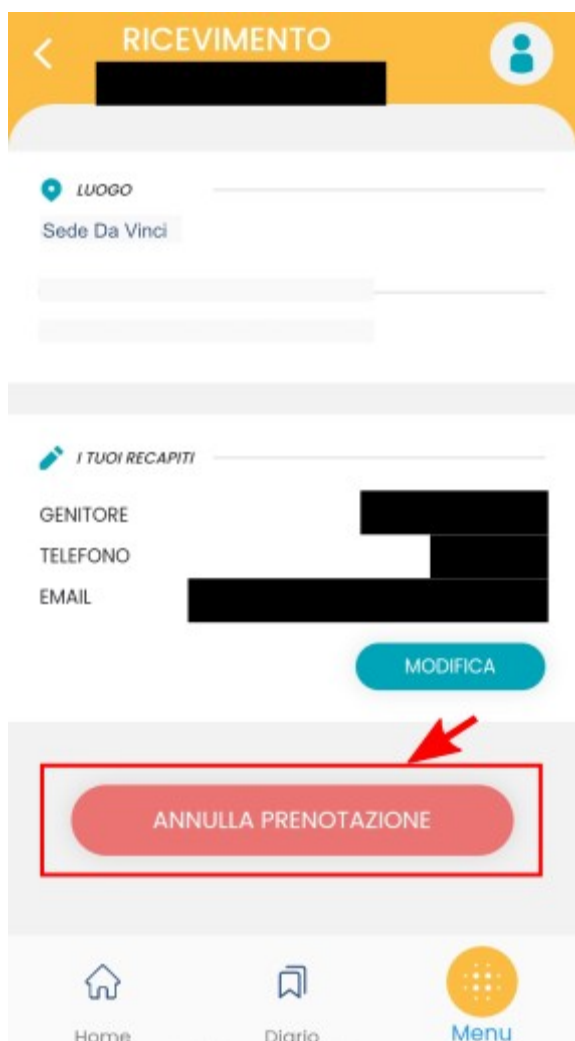 RICEVIMENTO
LUOGO
Sede Da Vinci
I TUOI RECAPITI
GENITORE
TELEFONO
EMAIL
MODIFICA
ANNULLA PRENOTAZIONE
Home Diario Menu